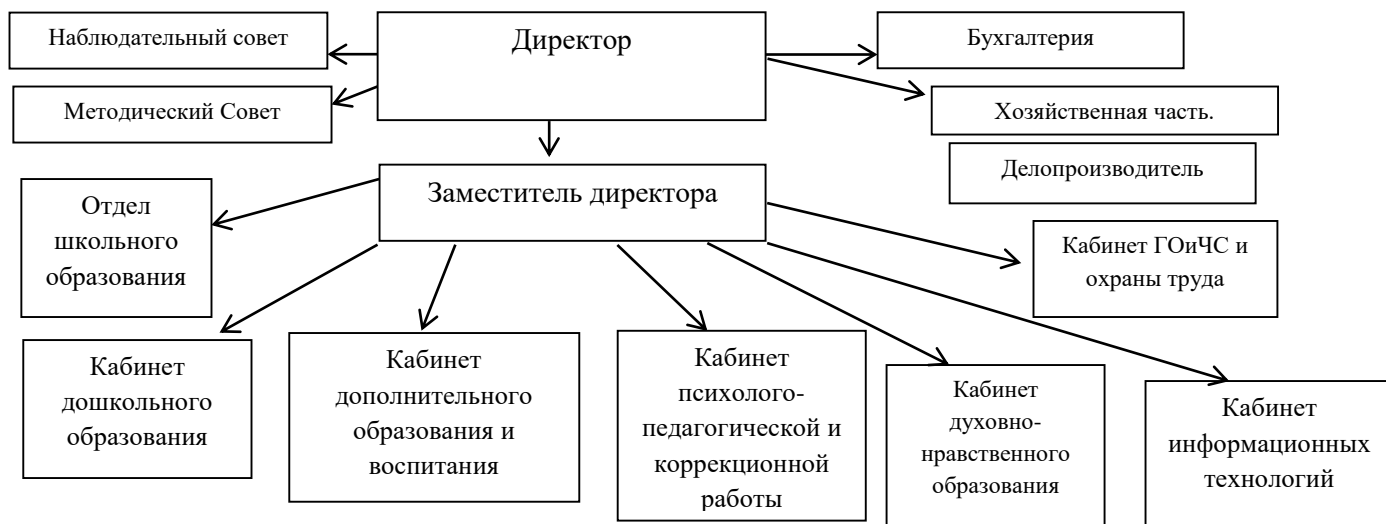 Наблюдательный совет
Директор
Бухгалтерия
Методический Совет
Хозяйственная часть.
Делопроизводитель
Заместитель директора
Отдел
школьного
образования
Кабинет ГОиЧС и
охраны труда
Кабинет
дошкольного
образования
Кабинет
дополнительного
образования и
воспитания
Кабинет
психолого-
педагогической и
коррекционной
работы
Кабинет
духовно-
нравственного
образования
Кабинет
информационных
технологий